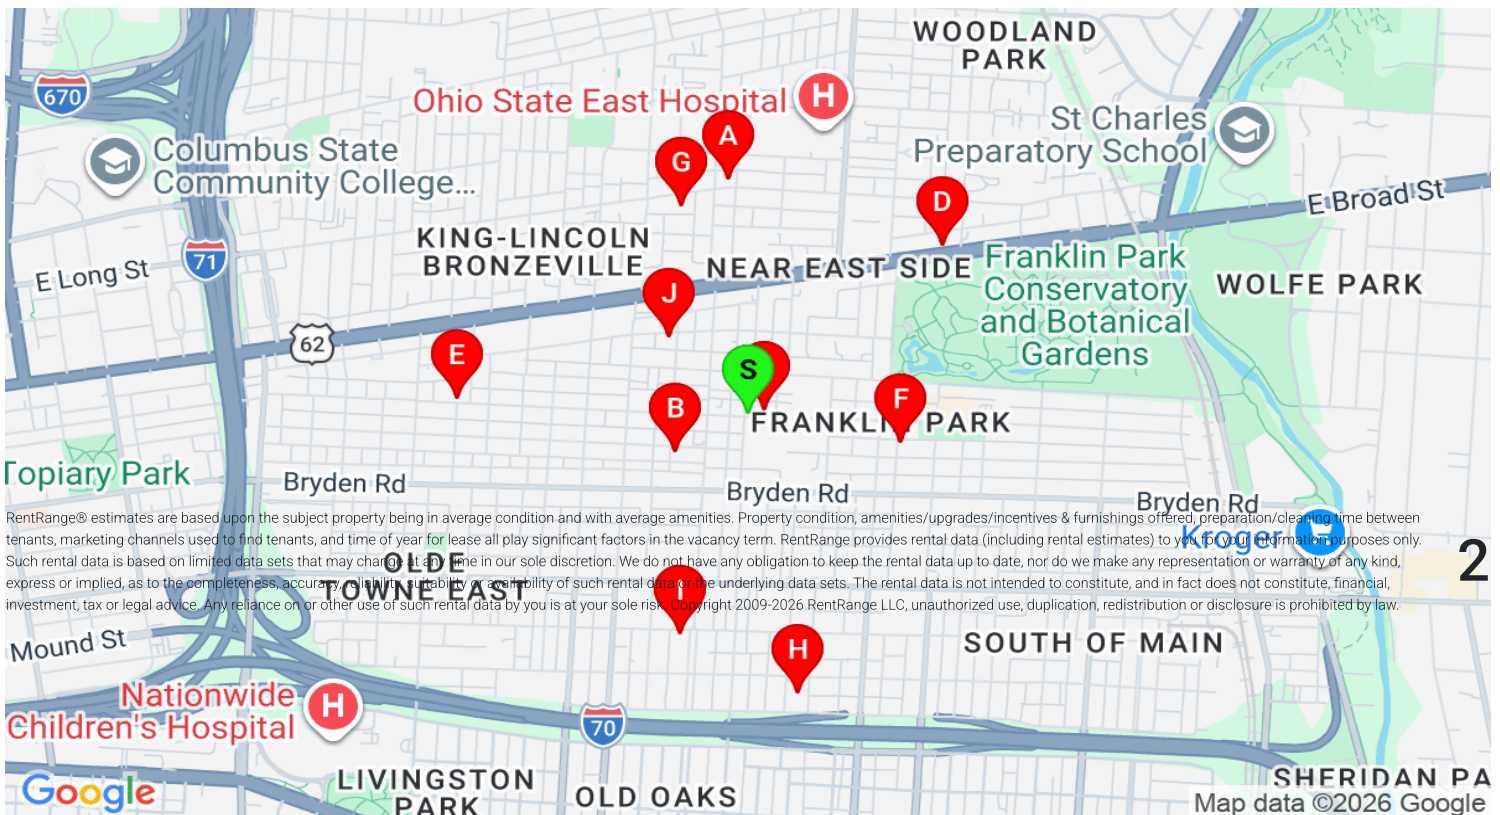 WOODLAND
PARK
670
Ohio State East Hospital
H
St Charles
Preparatory School
A
G
Columbus State
Community College...
D
E Broad St
KING-LINCOLN
BRONZEVILLE
71
E Long St
NEAR EAST SIDE
Franklin Park
Conservatory
and Botanical
Gardens
WOLFE PARK
J
62
E
S
B
F
FRANKLIN PARK
Topiary Park
Bryden Rd
Bryden Rd
Bryden Rd
RentRange® estimates are based upon the subject property being in average condition and with average amenities. Property condition, amenities/upgrades/incentives & furnishings offered, preparation/cleaning time between
tenants, marketing channels used to find tenants, and time of year for lease all play significant factors in the vacancy term. RentRange provides rental data (including rental estimates) to you for your information purposes only.
Kroger
Such rental data is based on limited data sets that may change at any time in our sole discretion. We do not have any obligation to keep the rental data up to date, nor do we make any representation or warranty of any kind,
2
OLDE
TOWNE EAST
express or implied, as to the completeness, accuracy, reliability, suitability or availability of such rental data or the underlying data sets. The rental data is not intended to constitute, and in fact does not constitute, financial,
I
investment, tax or legal advice. Any reliance on or other use of such rental data by you is at your sole risk. Copyright 2009-2026 RentRange LLC, unauthorized use, duplication, redistribution or disclosure is prohibited by law.
Mound St
H
SOUTH OF MAIN
Nationwide
Children's Hospital
H
70
LIVINGSTON
PARK
OLD OAKS
SHERIDAN PA
Google
Map data ©2026 Google